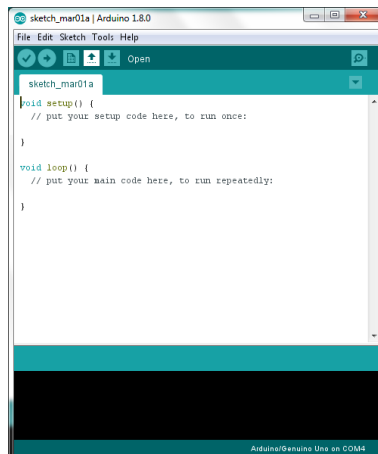 sketch_mar01a | Arduino 1.8.0
File Edit Sketch Tools Help
Open
sketch_mar01a
void setup() {
// put your setup code here, to run once:
}
void loop() {
// put your main code here, to run repeatedly:
}
Arduino/Genuino Uno on COM4